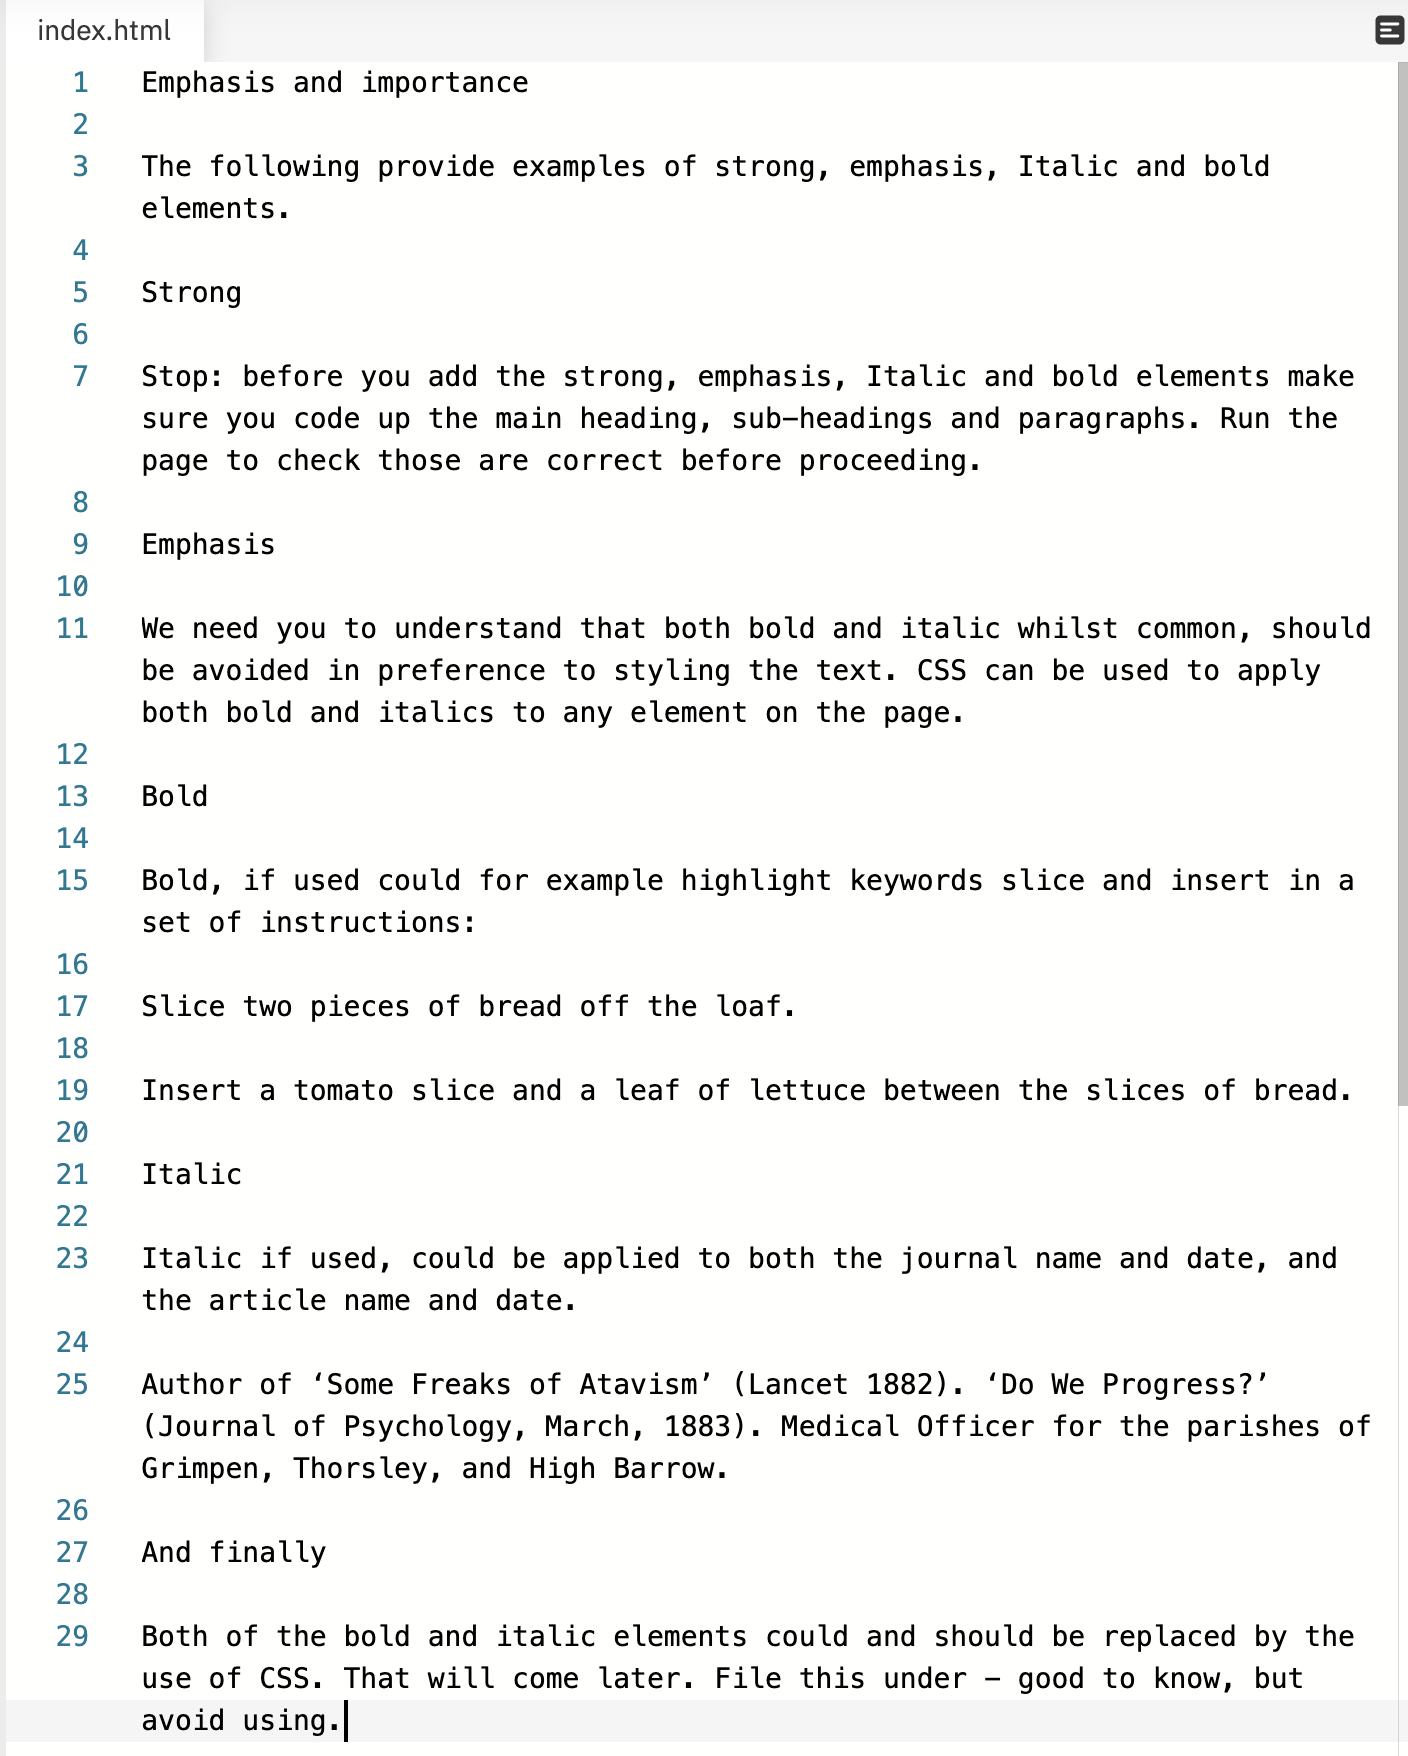 index.html
1 Emphasis and importance
2
3 The following provide examples of strong, emphasis, Italic and bold
elements.
4
5 Strong
6
7 Stop: before you add the strong, emphasis, Italic and bold elements make
sure you code up the main heading, sub-headings and paragraphs. Run the
page to check those are correct before proceeding.
8
9 Emphasis
10
11 We need you to understand that both bold and italic whilst common, should
be avoided in preference to styling the text. CSS can be used to apply
both bold and italics to any element on the page.
12
13 Bold
14
15 Bold, if used could for example highlight keywords slice and insert in a
set of instructions:
16
17 Slice two pieces of bread off the loaf.
18
19 Insert a tomato slice and a leaf of lettuce between the slices of bread.
20
21 Italic
22
23 Italic if used, could be applied to both the journal name and date, and
the article name and date.
24
25 Author of ‘Some Freaks of Atavism’ (Lancet 1882). ‘Do We Progress?’
(Journal of Psychology, March, 1883). Medical Officer for the parishes of
Grimpen, Thorsley, and High Barrow.
26
27 And finally
28
29 Both of the bold and italic elements could and should be replaced by the
use of CSS. That will come later. File this under – good to know, but
avoid using.